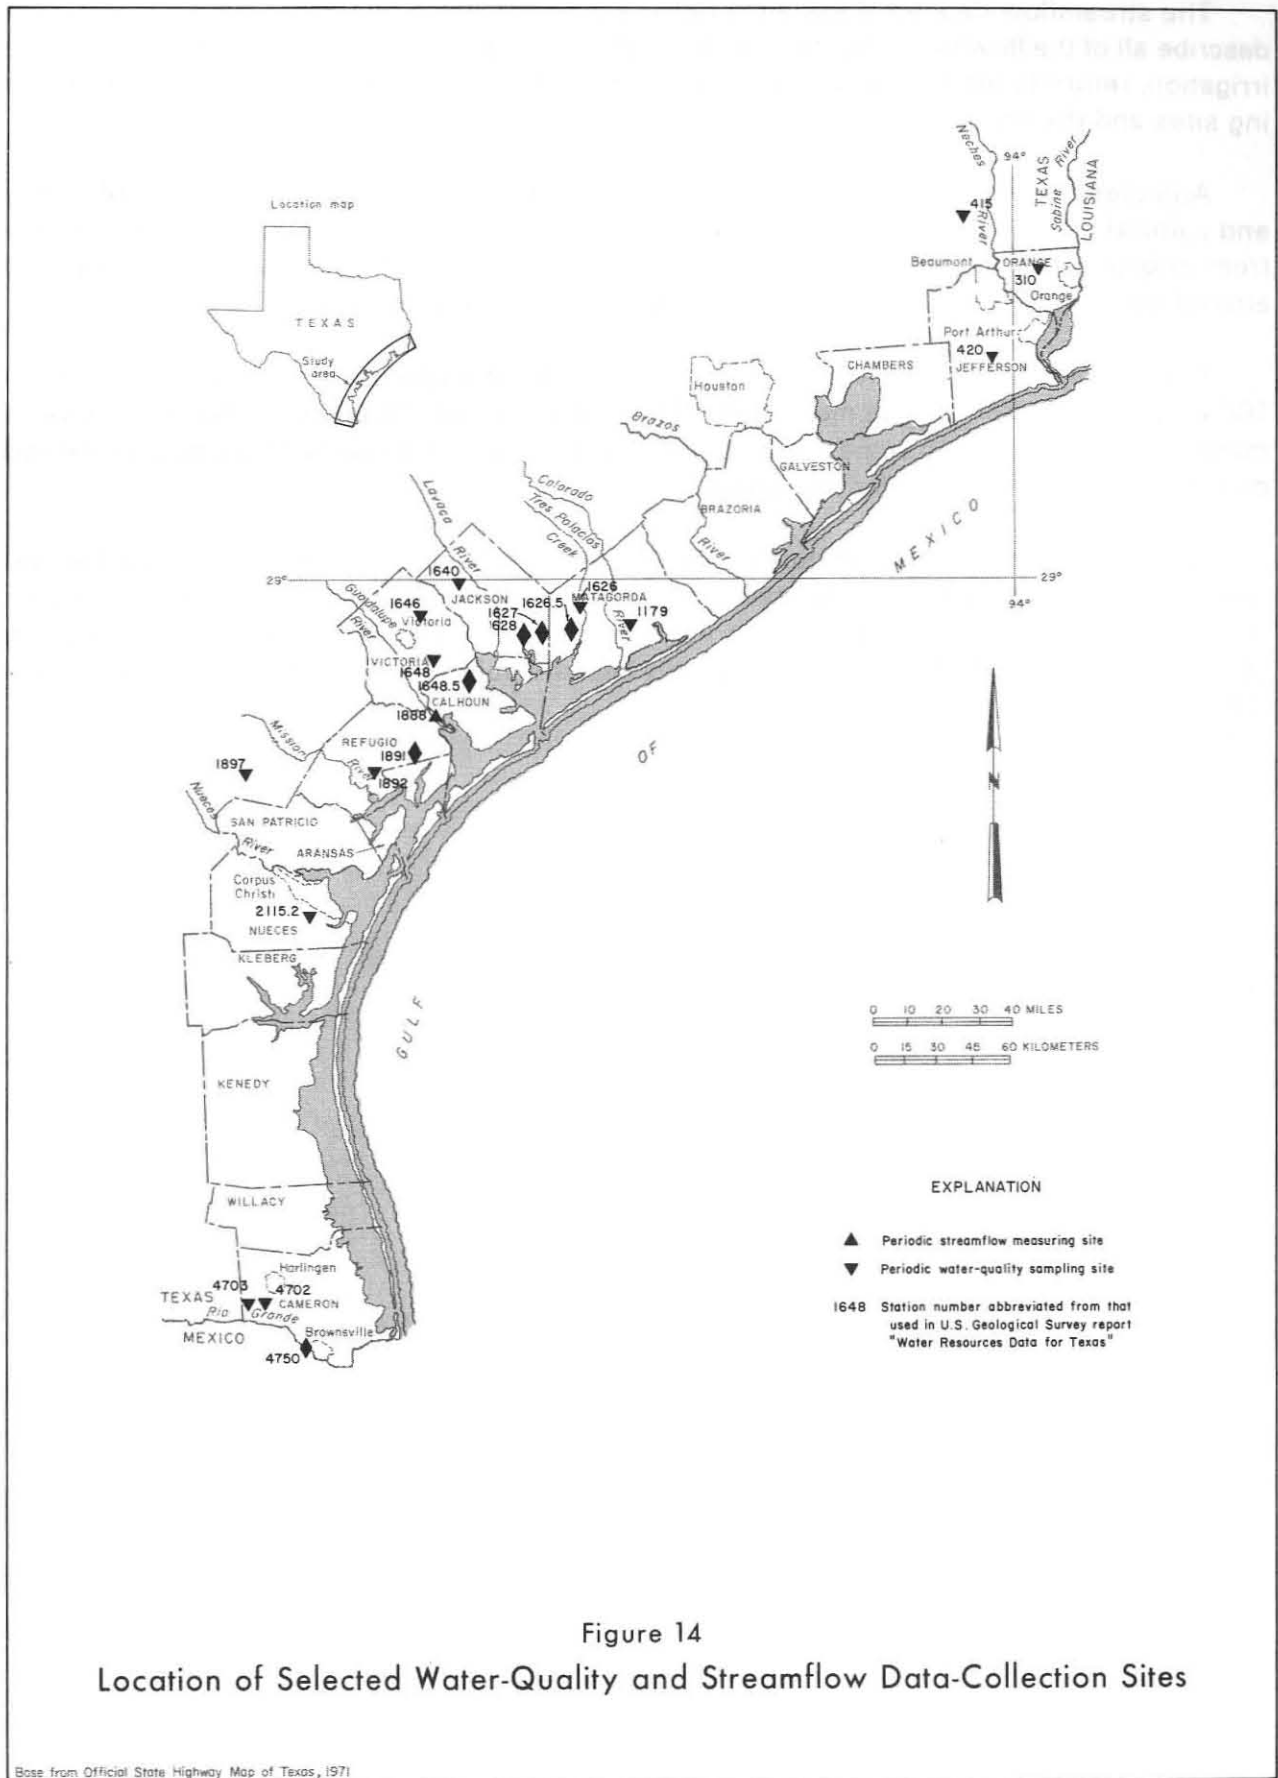 Location map
TEXAS
Study
area
Neches
River
94°
TEXAS
Sabine River
LOUISIANA
415
Beaumont
ORANGE
310
Orange
Port Arthur
420
JEFFERSON
CHAMBERS
Houston
Brazos
River
GALVESTON
BRAZORIA
Lavaca
River
Colorado
River
Tres Palacios
Creek
29°
29°
94°
GULF
OF
MEXICO
1640
JACKSON
1626
MATAGORDA
1626.5
1627
1628
1179
1646
Victoria
Guadalupe
River
VICTORIA
1648
1648.5
CALHOUN
1888
Mission
River
REFUGIO
1891
1892
1897
Nueces
River
SAN PATRICIO
ARANSAS
Corpus
Christi
2115.2
NUECES
KLEBERG
KENEDY
WILLACY
Harlingen
4703
4702
CAMERON
TEXAS
Rio Grande
MEXICO
Brownsville
4750
0 10 20 30 40 MILES
0 15 30 45 60 KILOMETERS
EXPLANATION
Periodic streamflow measuring site
Periodic water-quality sampling site
1648 Station number abbreviated from that
used in U.S. Geological Survey report
"Water Resources Data for Texas"
Figure 14
Location of Selected Water-Quality and Streamflow Data-Collection Sites
Base from Official State Highway Map of Texas, 1971